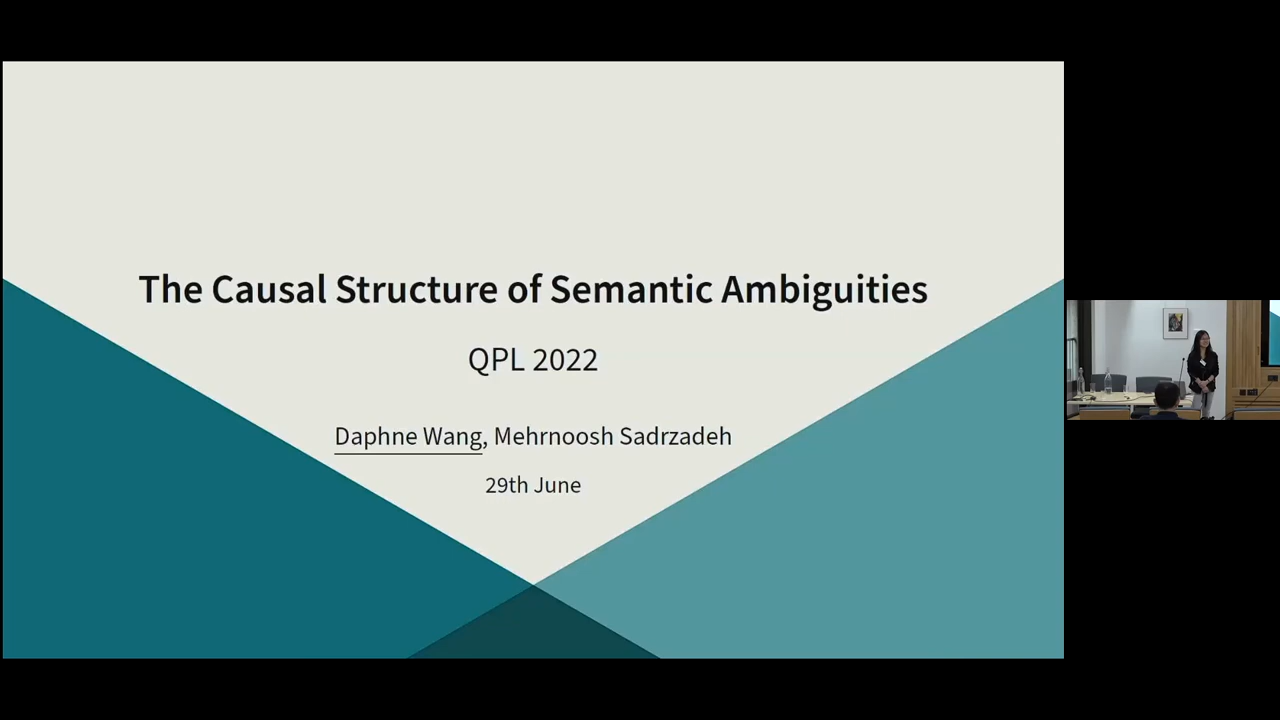 The Causal Structure of Semantic Ambiguities
QPL 2022
Daphne Wang, Mehrnoosh Sadrzadeh
29th June